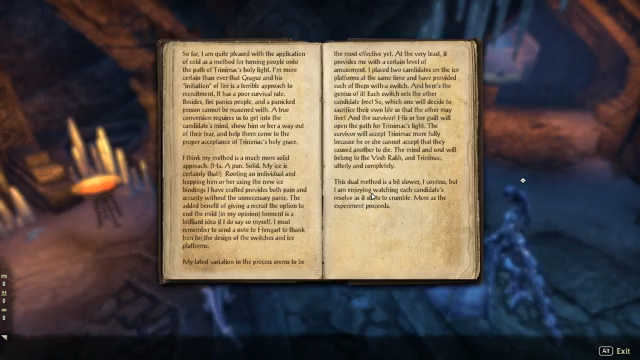 So far, I am quite pleased with the application
of cold as a method for turning people onto
the path of Trinimac's holy light. I'm more
certain than ever that Qugul and his
"imitation" of fire is a terrible approach to
recruitment. It has a poor survival rate.
Besides, fire panics people, and a panicked
person cannot be reasoned with. A true
conversion requires us to get into the
candidate's mind, show him or her a way out
of their fear, and help them come to the
proper acceptance of Trinimac's holy grace.
I think my method is a much more solid
approach. (Ha. A pun. Solid. My ice is
certainly that!) Rooting an individual and
trapping him or her using the new ice
bindings I have crafted provides both pain and
security without the unnecessary panic. The
added benefit of giving a recruit the option to
end the mild (in my opinion) torment is a
brilliant idea if I do say so myself. I must
remember to send a note to Hengart to thank
him for the design of the switches and ice
platforms.
My latest variation in the process seems to be
the most effective yet. At the very least, it
provides me with a certain level of
amusement. I placed two candidates on the ice
platforms at the same time and have provided
each of them with a switch. And here's the
genius of it! Each switch sets the other
candidate free! So, which one will decide to
sacrifice their own life so that the other may
live? And the survivor! His or her guilt will
open the path for Trinimac's light. The
survivor will accept Trinimac more fully
because he or she cannot accept that they
caused another to die. The mind and soul will
belong to the Vosh Rakh, and Trinimac,
utterly and completely.
This dual method is a bit slower, I confess, but
I am enjoying watching each candidate's
resolve as it starts to crumble. More as the
experiment proceeds.
Alt Exit